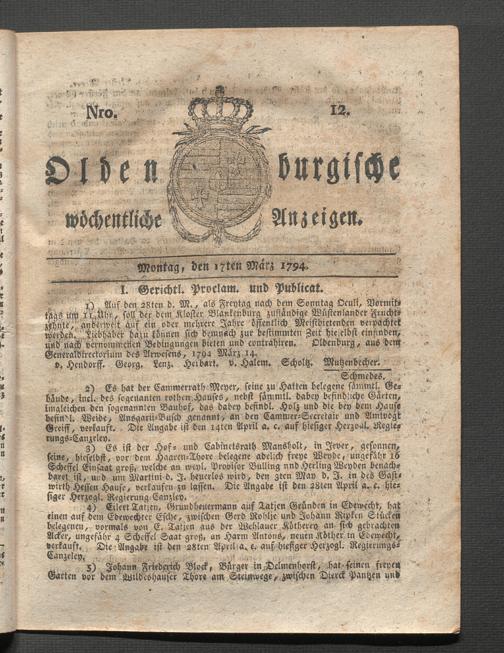 Nro. 12.
Oldenburgische
wöchentliche Anzeigen.
Montag, den 17ten März 1794.
I. Gerichtl. Proclam. und Publicat.
1) Auf den 28ten d. M., als Freytag nach dem Sonntag Oculi, Vormit-
tags um 11 Uhr, soll der dem Kloster Blankenburg zuständige Wüstenlander Frucht-
zehnte, anderweit auf ein oder mehrere Jahre öffentlich Meistbietenden verpachtet
werden. Liebhaber dazu können sich demnach zur bestimmten Zeit heselbst einfinden,
und nach vernommenen Bedingungen bieten und contrahiren. Oldenburg, aus dem
Generaldirectorium des Armwesens, 1794 März 14.
v. Hendorff. Georg. Lenz. Herbart. v. Halem. Scholtz. Mutzenbecher.
Schmedes.
2) Es hat der Cammerrath Meyer, seine zu Hatten belegene sämmtl. Ge-
bäude, incl. des sogenanten rothen Hauses, nebst sämmtl. dabey befindliche Gärten,
imgleichen den sogenannten Bauhof, das dabey befindl. Holz und die bey dem Hause
befindl. Weide, Amgaarn-Busch genannt, an den Cammer-Secretair und Amtvogt
Greiff, verkauft. Die Angabe ist den 14ten April a. c. auf hiesiger Herzogl. Regie-
rungs-Canzeley.
3) Es ist der Hof- und Cabinetsrath Mansholt, in Jever, gesonnen,
seine, hieselbst, vor dem Haaren-Thore belegene adelich freye Weyde, ungefähr 16
Scheffel Einsaat groß, welche an weyl. Provisor Bulling und Herling Weyden benach-
baret ist, und um Martini d. J. heuerlos wird, den 2ten May d. J. in des Gast-
wirth Hessen Hause, verkaufen zu lassen. Die Angabe ist den 28ten April a. c. hie-
siger Herzogl. Regierung-Canzley.
4) Eilert Tatjen, Grundheuermann auf Tatjen Gründen in Edewecht, hat
einen auf dem Edewechter Esche, zwischen Gerd Rohlje und Johann Ripken Stücken
belegenen, vormals von E. Tatjen aus der Wehlauer Kötherey an sich gebrachten
Acker, ungefähr 4 Scheffel Saat groß, an Harm Antons, neuen Köther in Edewecht,
verkauft. Die Angabe ist den 28ten April a. c. auf hiesiger Herzogl. Regierungs-
Canzeley.
5) Johann Friederich Block, Bürger in Delmenhorst, hat seinen freyen
Garten vor dem Wildeshauser Thore am Steinwege, zwischen Dierck Pantzen und